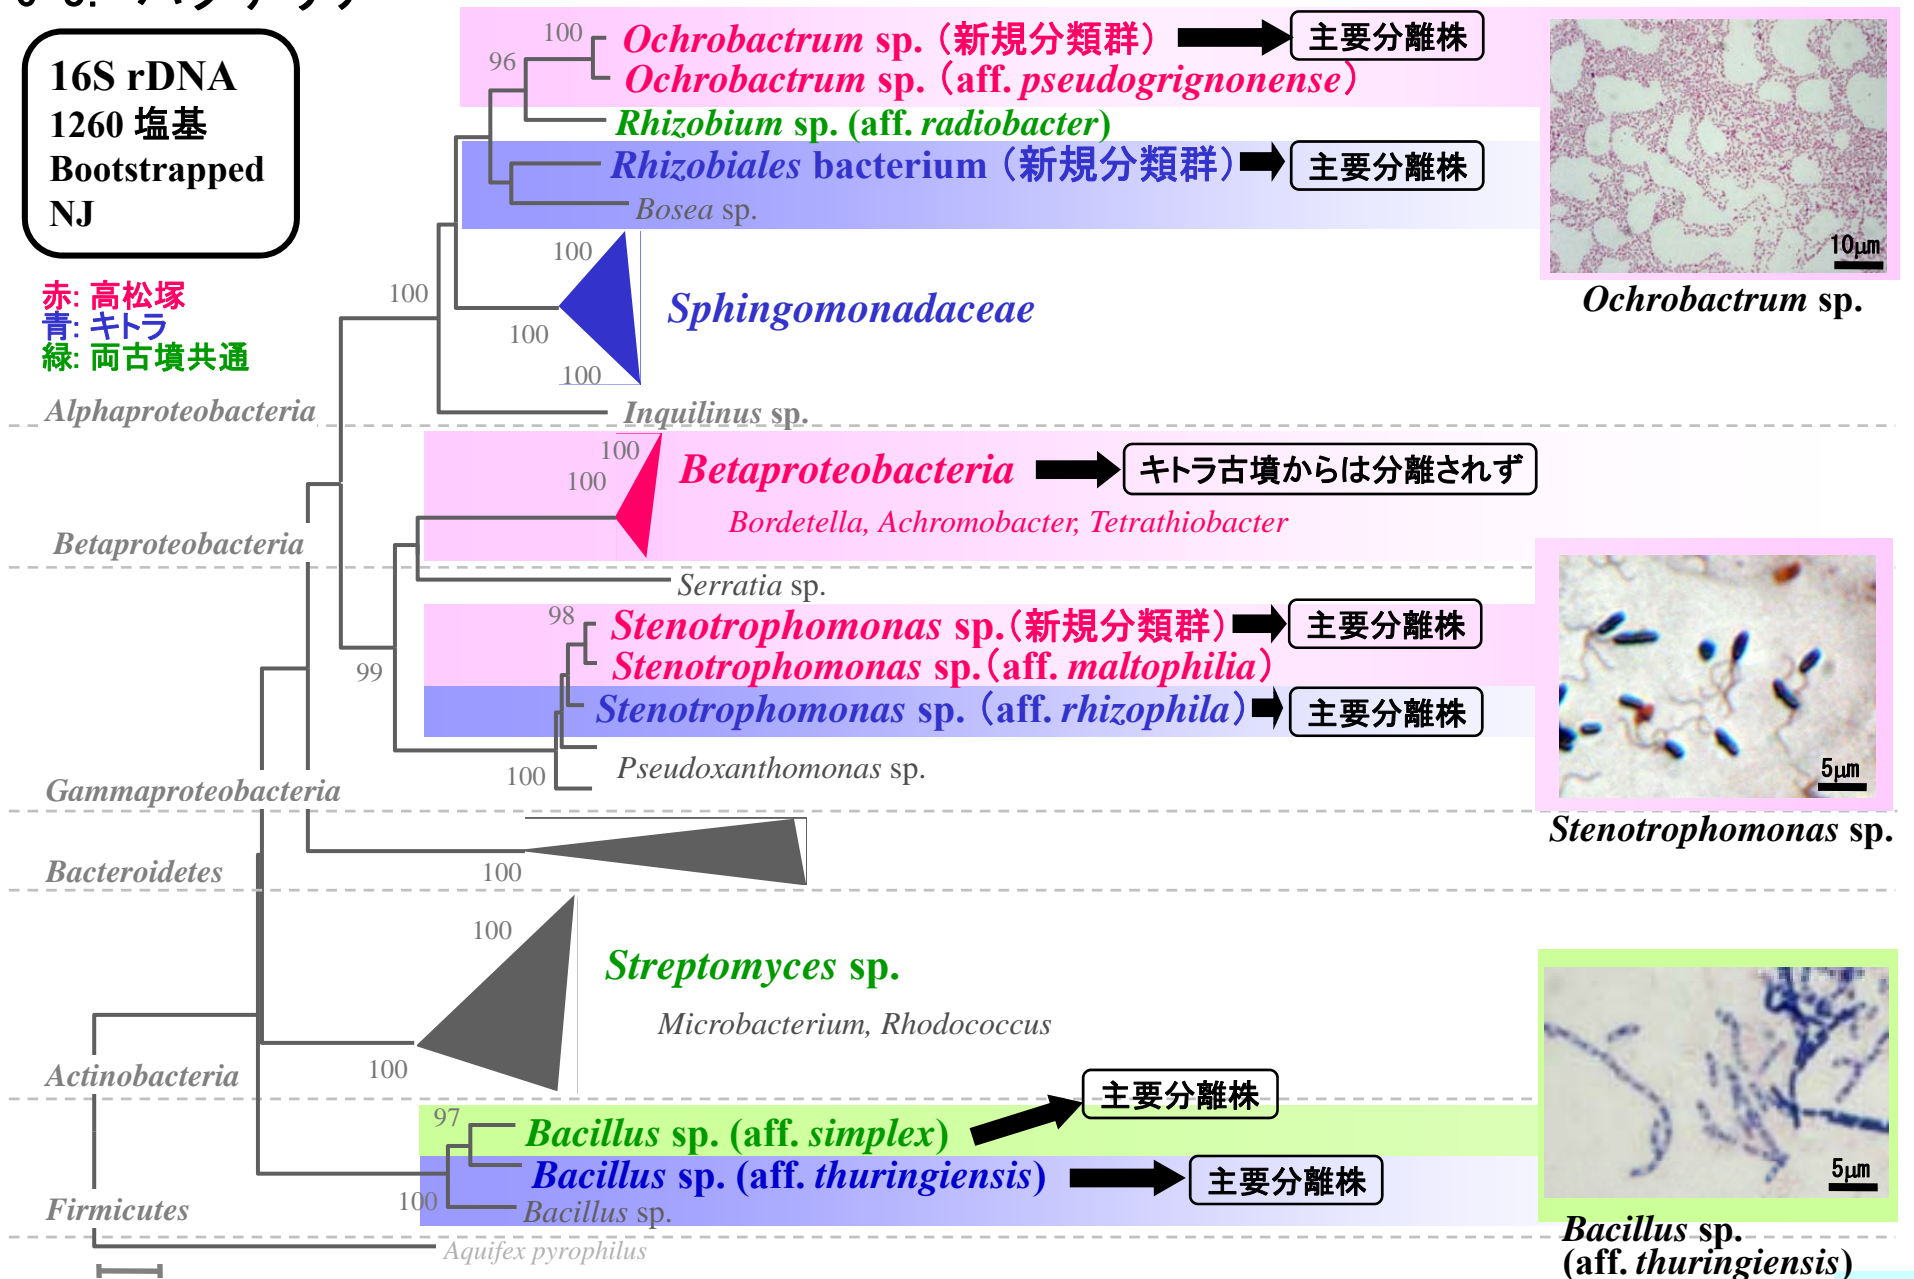 バクテリア
16S rDNA
1260 塩基
Bootstrapped
NJ
赤: 高松塚
青: キトラ
緑: 両古墳共通
100
96
Ochrobactrum sp.（新規分類群）
主要分離株
Ochrobactrum sp.（aff. pseudogrignonense）
Rhizobium sp. (aff. radiobacter)
Rhizobiales bacterium（新規分類群）
主要分離株
Bosea sp.
10μm
Ochrobactrum sp.
100
100
Sphingomonadaceae
100
100
Alphaproteobacteria
Inquilinus sp.
100
100
Betaproteobacteria
キトラ古墳からは分離されず
Bordetella, Achromobacter, Tetrathiobacter
Betaproteobacteria
Serratia sp.
98
Stenotrophomonas sp.（新規分類群）
主要分離株
99
Stenotrophomonas sp.（aff. maltophilia）
Stenotrophomonas sp.（aff. rhizophila）
主要分離株
100
Pseudoxanthomonas sp.
5μm
Stenotrophomonas sp.
Gammaproteobacteria
Bacteroidetes
100
100
Streptomyces sp.
Microbacterium, Rhodococcus
100
Actinobacteria
主要分離株
97
Bacillus sp. (aff. simplex)
Bacillus sp. (aff. thuringiensis)
主要分離株
100
Bacillus sp.
5μm
Bacillus sp.
(aff. thuringiensis)
Firmicutes
Aquifex pyrophilus